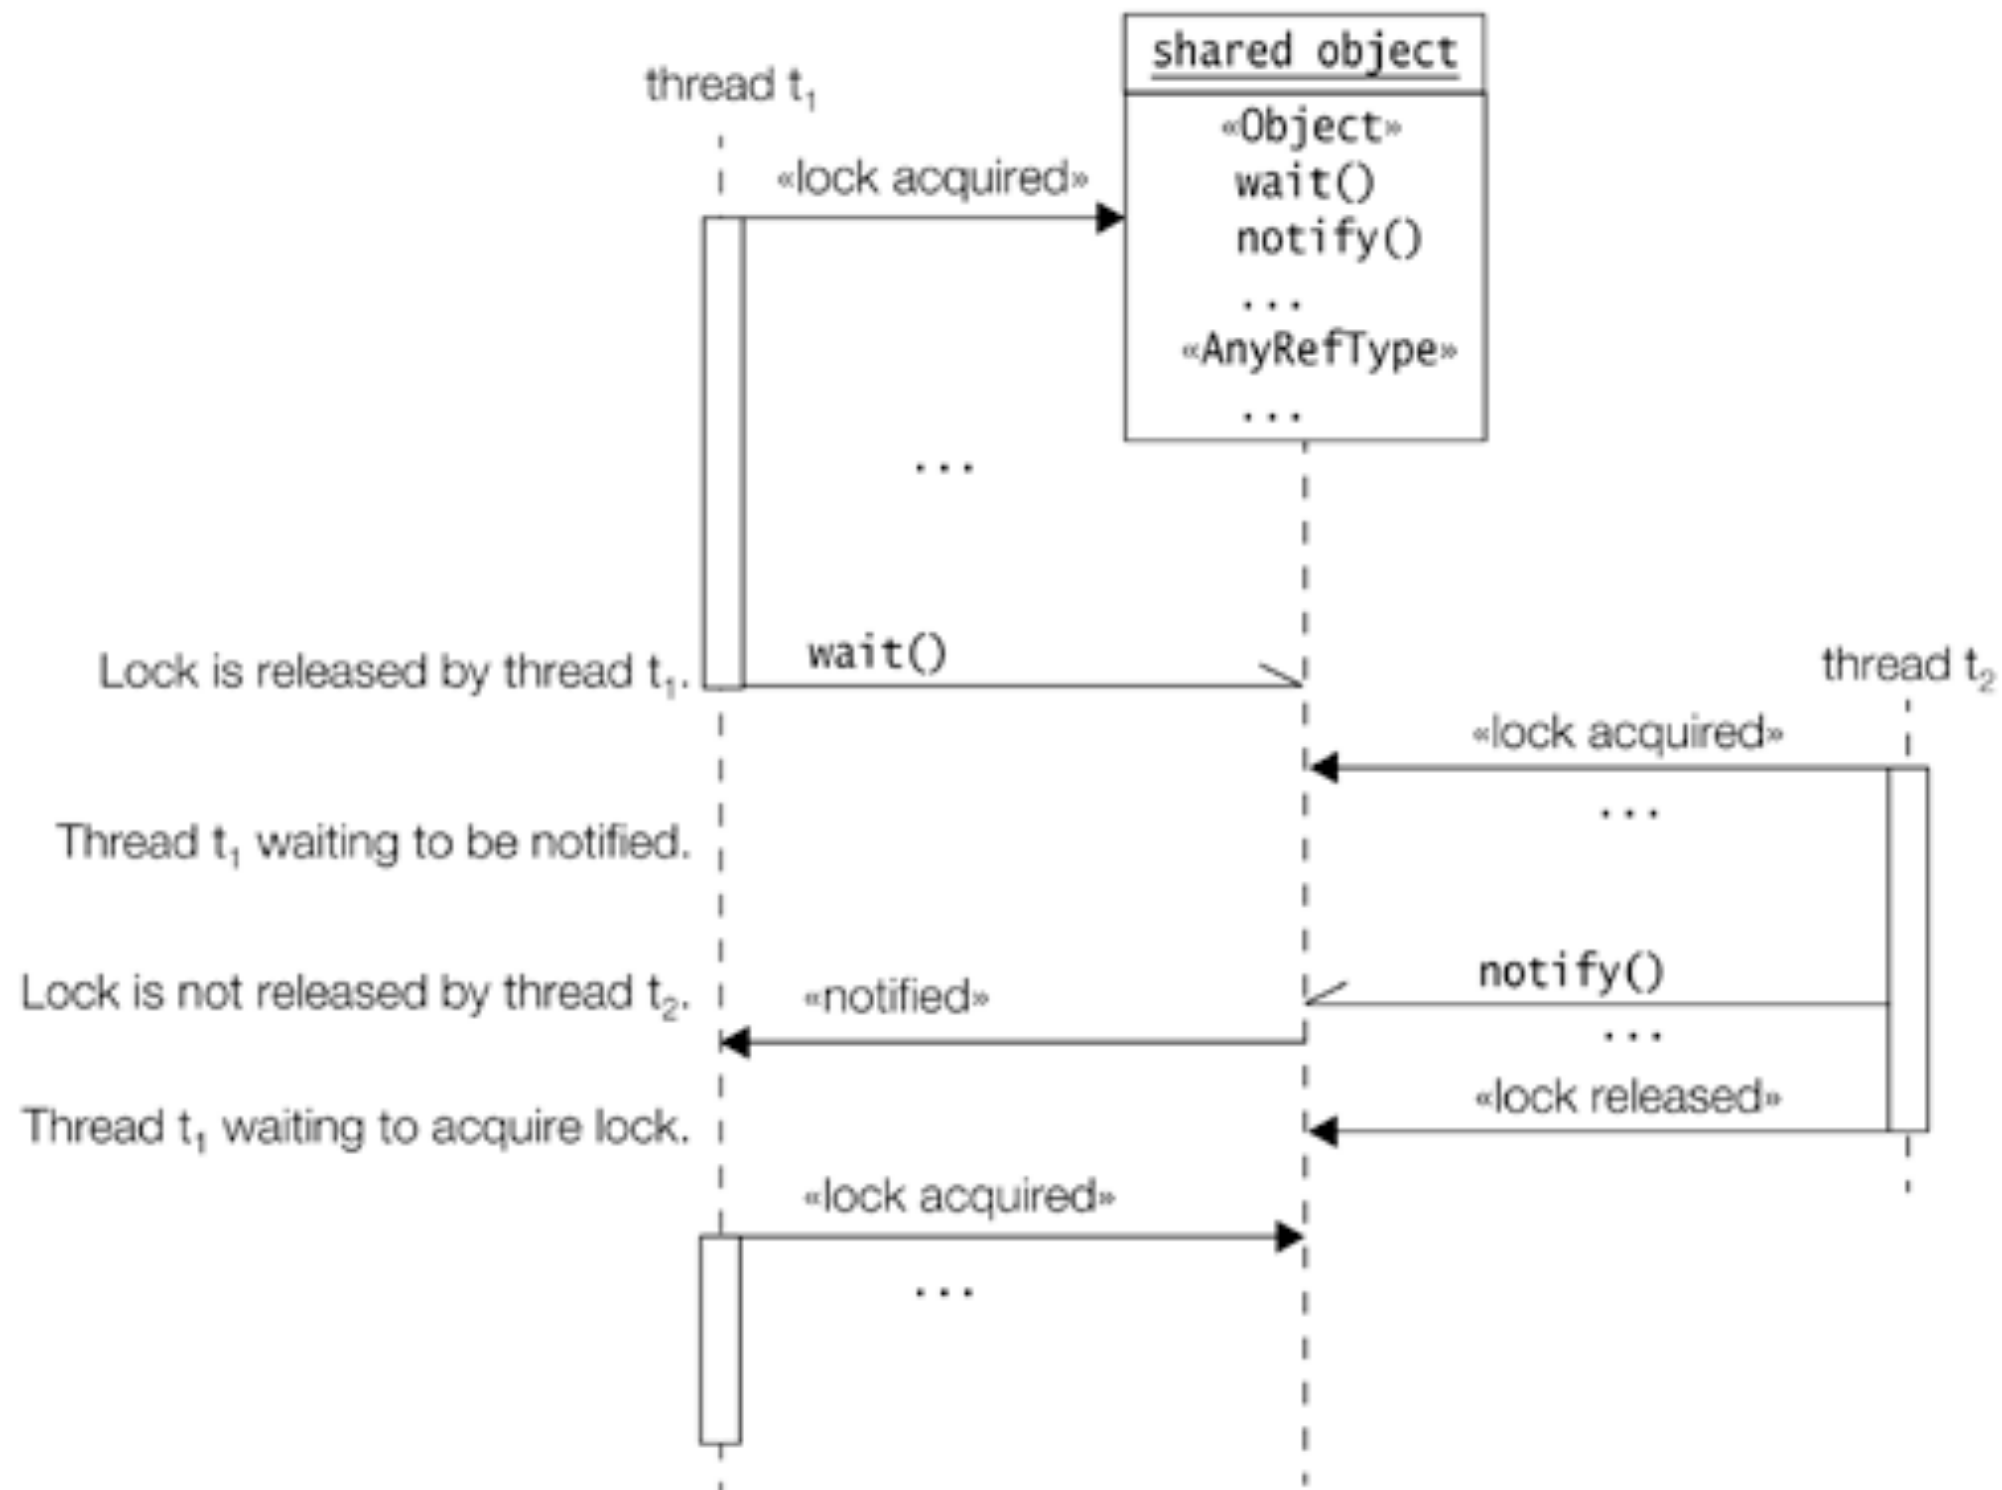 shared object
thread t₁
«Object»
«lock acquired»
wait()
notify()
...
«AnyRefType»
...
...
wait()
Lock is released by thread t₁.
thread t₂
«lock acquired»
...
Thread t₁ waiting to be notified.
notify()
Lock is not released by thread t₂.
«notified»
...
«lock released»
Thread t₁ waiting to acquire lock.
«lock acquired»
...